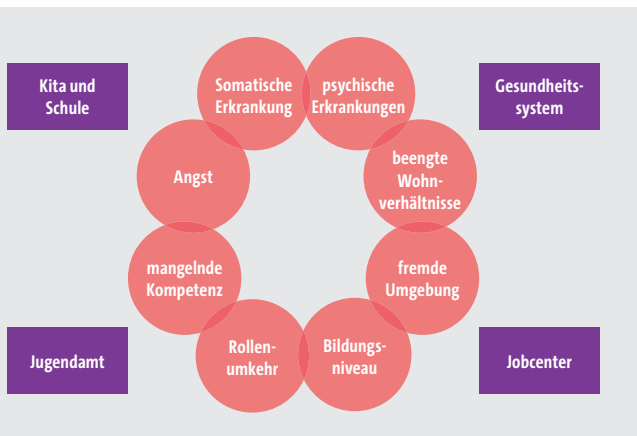 Kita und
Schule
Somatische
Erkrankung
psychische
Erkrankungen
Gesundheits-
system
Angst
beengte
Wohn-
verhältnisse
mangelnde
Kompetenz
fremde
Umgebung
Jugendamt
Rollen-
umkehr
Bildungs-
niveau
Jobcenter